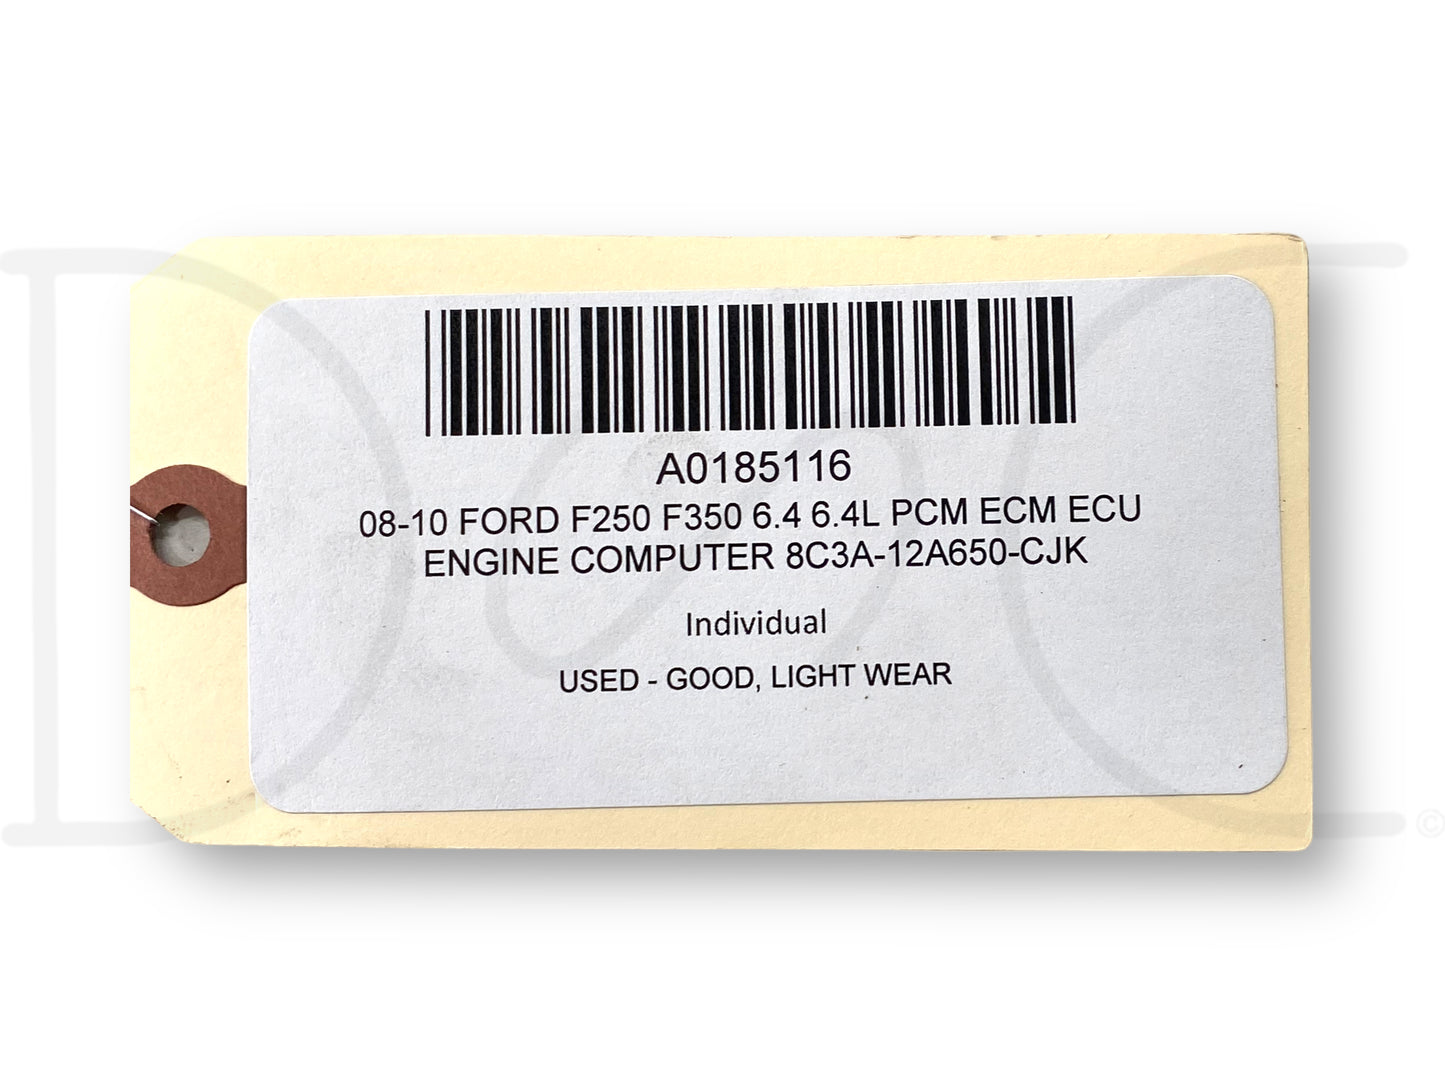 A0185116
08-10 FORD F250 F350 6.4 6.4L PCM ECM ECU
ENGINE COMPUTER 8C3A-12A650-CJK
Individual
USED - GOOD, LIGHT WEAR
D C ©